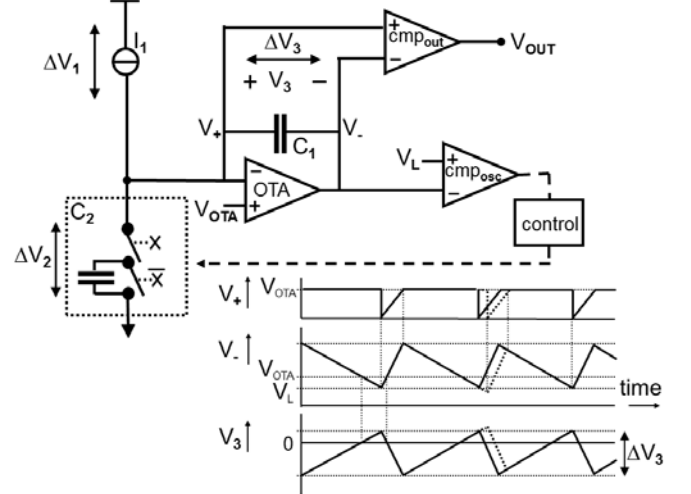 I₁
ΔV₁
ΔV₃
+ V₃ −
+
cmpout
−
VOUT
V₊
C₁
V₋
−
OTA
+
VOTA
VL
+
cmposc
−
control
C₂
ΔV₂
x
x̅
V₊
VOTA
V₋
VOTA
VL
time
V₃
0
ΔV₃